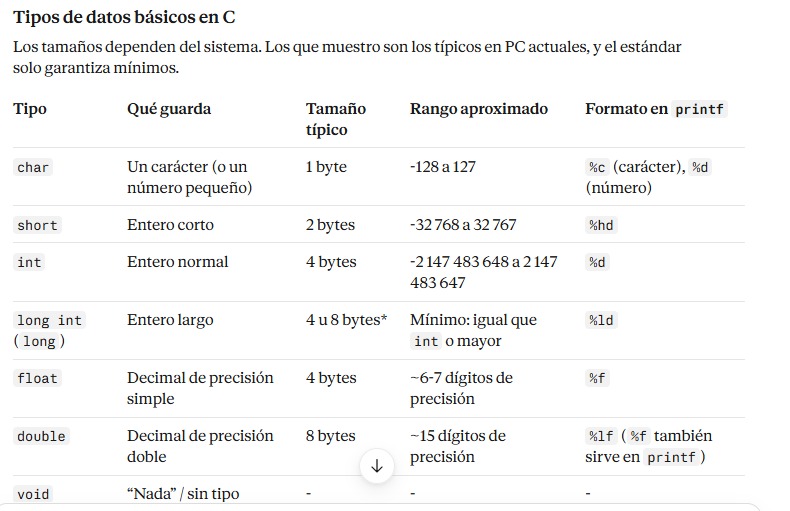 Tipos de datos básicos en C
Los tamaños dependen del sistema. Los que muestro son los típicos en PC actuales, y el estándar
solo garantiza mínimos.
Tipo Qué guarda Tamaño típico Rango aproximado Formato en printf
char Un carácter (o un número pequeño) 1 byte -128 a 127 %c (carácter), %d (número)
short Entero corto 2 bytes -32 768 a 32 767 %hd
int Entero normal 4 bytes -2 147 483 648 a 2 147 483 647 %d
long int (long) Entero largo 4 u 8 bytes* Mínimo: igual que int o mayor %ld
float Decimal de precisión simple 4 bytes ~6-7 dígitos de precisión %f
double Decimal de precisión doble 8 bytes ~15 dígitos de precisión %lf (%f también sirve en printf)
void “Nada” / sin tipo - - -